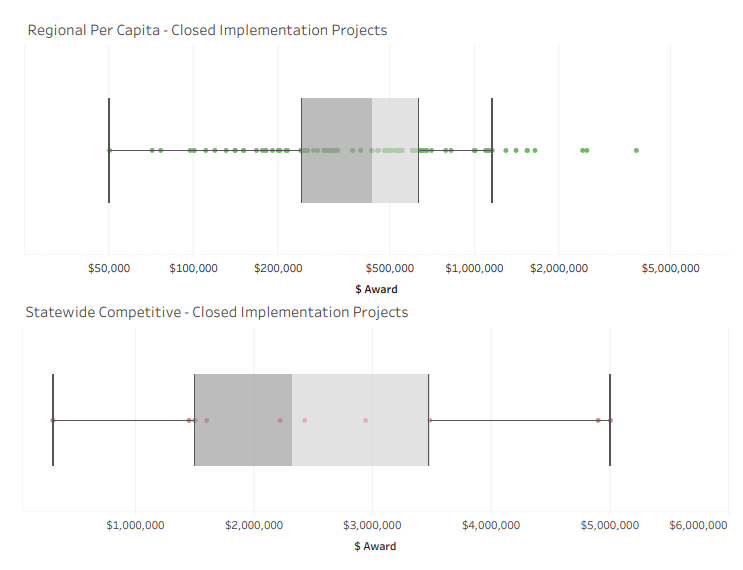 Regional Per Capita - Closed Implementation Projects
$50,000 $100,000 $200,000 $500,000 $1,000,000 $2,000,000 $5,000,000
$ Award
Statewide Competitive - Closed Implementation Projects
$1,000,000 $2,000,000 $3,000,000 $4,000,000 $5,000,000 $6,000,000
$ Award